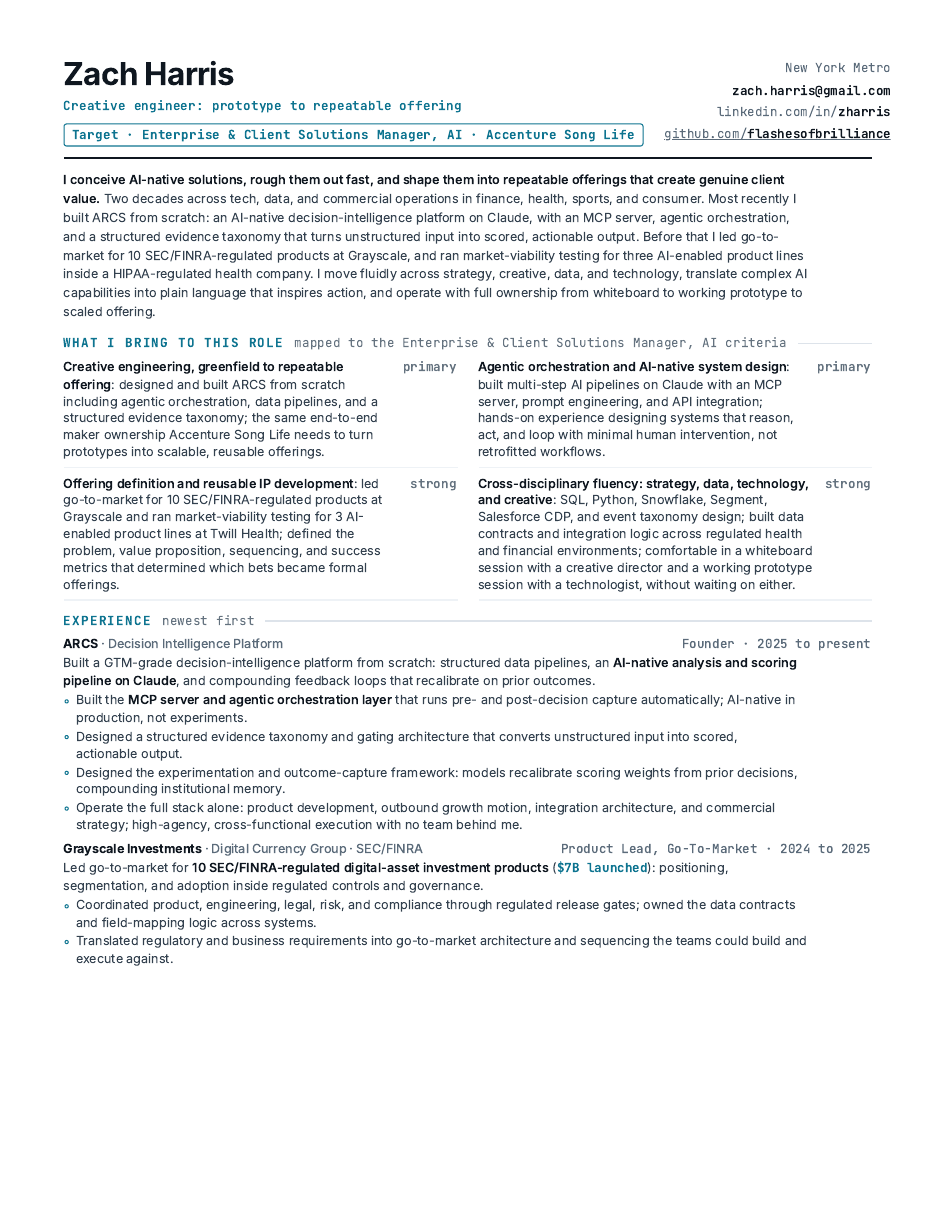 Zach Harris
New York Metro
zach.harris@gmail.com
Creative engineer: prototype to repeatable offering
linkedin.com/in/zharris
Target · Enterprise & Client Solutions Manager, AI · Accenture Song Life
github.com/flashesofbrilliance
I conceive AI-native solutions, rough them out fast, and shape them into repeatable offerings that create genuine client
value. Two decades across tech, data, and commercial operations in finance, health, sports, and consumer. Most recently I
built ARCS from scratch: an AI-native decision-intelligence platform on Claude, with an MCP server, agentic orchestration,
and a structured evidence taxonomy that turns unstructured input into scored, actionable output. Before that I led go-to-
market for 10 SEC/FINRA-regulated products at Grayscale, and ran market-viability testing for three AI-enabled product lines
inside a HIPAA-regulated health company. I move fluidly across strategy, creative, data, and technology, translate complex AI
capabilities into plain language that inspires action, and operate with full ownership from whiteboard to working prototype to
scaled offering.
WHAT I BRING TO THIS ROLE mapped to the Enterprise & Client Solutions Manager, AI criteria
Creative engineering, greenfield to repeatable primary
offering: designed and built ARCS from scratch
including agentic orchestration, data pipelines, and a
structured evidence taxonomy; the same end-to-end
maker ownership Accenture Song Life needs to turn
prototypes into scalable, reusable offerings.
Agentic orchestration and AI-native system design: primary
built multi-step AI pipelines on Claude with an MCP
server, prompt engineering, and API integration;
hands-on experience designing systems that reason,
act, and loop with minimal human intervention, not
retrofitted workflows.
Offering definition and reusable IP development: led strong
go-to-market for 10 SEC/FINRA-regulated products at
Grayscale and ran market-viability testing for 3 AI-
enabled product lines at Twill Health; defined the
problem, value proposition, sequencing, and success
metrics that determined which bets became formal
offerings.
Cross-disciplinary fluency: strategy, data, technology, strong
and creative: SQL, Python, Snowflake, Segment,
Salesforce CDP, and event taxonomy design; built data
contracts and integration logic across regulated health
and financial environments; comfortable in a whiteboard
session with a creative director and a working prototype
session with a technologist, without waiting on either.
EXPERIENCE newest first
ARCS · Decision Intelligence Platform Founder · 2025 to present
Built a GTM-grade decision-intelligence platform from scratch: structured data pipelines, an AI-native analysis and scoring
pipeline on Claude, and compounding feedback loops that recalibrate on prior outcomes.
Built the MCP server and agentic orchestration layer that runs pre- and post-decision capture automatically; AI-native in
production, not experiments.
Designed a structured evidence taxonomy and gating architecture that converts unstructured input into scored,
actionable output.
Designed the experimentation and outcome-capture framework: models recalibrate scoring weights from prior decisions,
compounding institutional memory.
Operate the full stack alone: product development, outbound growth motion, integration architecture, and commercial
strategy; high-agency, cross-functional execution with no team behind me.
Grayscale Investments · Digital Currency Group · SEC/FINRA Product Lead, Go-To-Market · 2024 to 2025
Led go-to-market for 10 SEC/FINRA-regulated digital-asset investment products ($7B launched): positioning,
segmentation, and adoption inside regulated controls and governance.
Coordinated product, engineering, legal, risk, and compliance through regulated release gates; owned the data contracts
and field-mapping logic across systems.
Translated regulatory and business requirements into go-to-market architecture and sequencing the teams could build and
execute against.